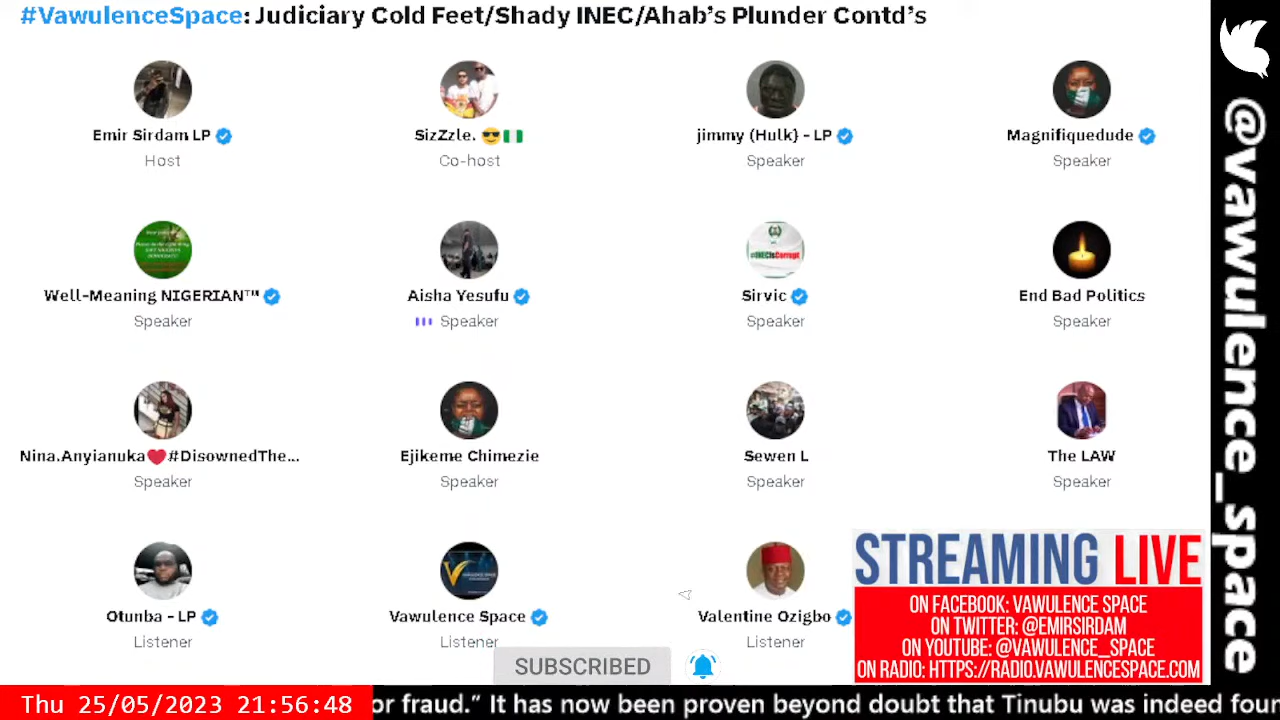 #VawulenceSpace: Judiciary Cold Feet/Shady INEC/Ahab's Plunder Contd's
Emir Sirdam LP
Host
SizZzle. 😎🇳🇬
Co-host
jimmy (Hulk) - LP
Speaker
Magnifiquedude
Speaker
Well-Meaning NIGERIAN™
Speaker
Aisha Yesufu
Speaker
#INECIsCorrupt
Sirvic
Speaker
End Bad Politics
Speaker
Nina.Anyianuka❤️#DisownedThe...
Speaker
Ejikeme Chimezie
Speaker
Sewen L
Speaker
The LAW
Speaker
Otunba - LP
Listener
Vawulence Space
Listener
Valentine Ozigbo
Listener
STREAMING LIVE
ON FACEBOOK: VAWULENCE SPACE
ON TWITTER: @EMIRSIRDAM
ON YOUTUBE: @VAWULENCE_SPACE
ON RADIO: HTTPS://RADIO.VAWULENCESPACE.COM
SUBSCRIBED
@vawulence_space
Thu 25/05/2023 21:56:48
or fraud." It has now been proven beyond doubt that Tinubu was indeed four